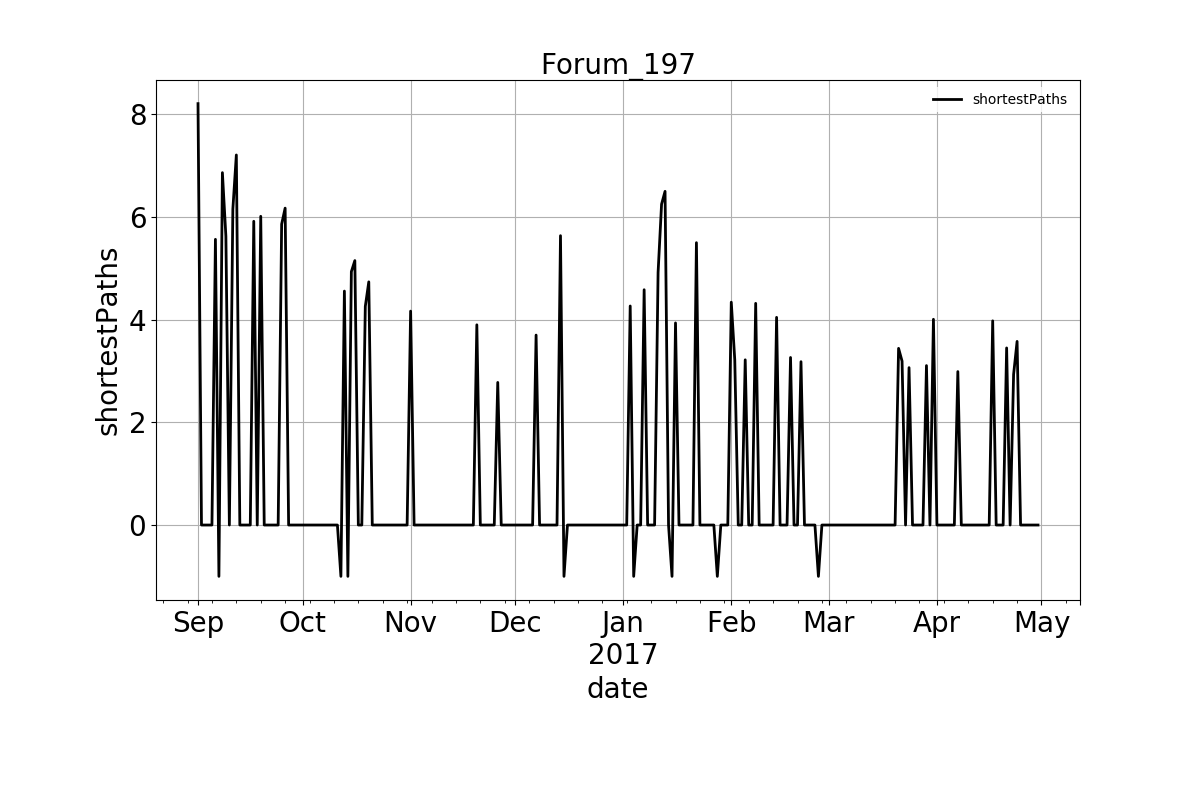 Forum_197
shortestPaths
8
6
4
2
0
shortestPaths
Sep Oct Nov Dec Jan Feb Mar Apr May
2017
date